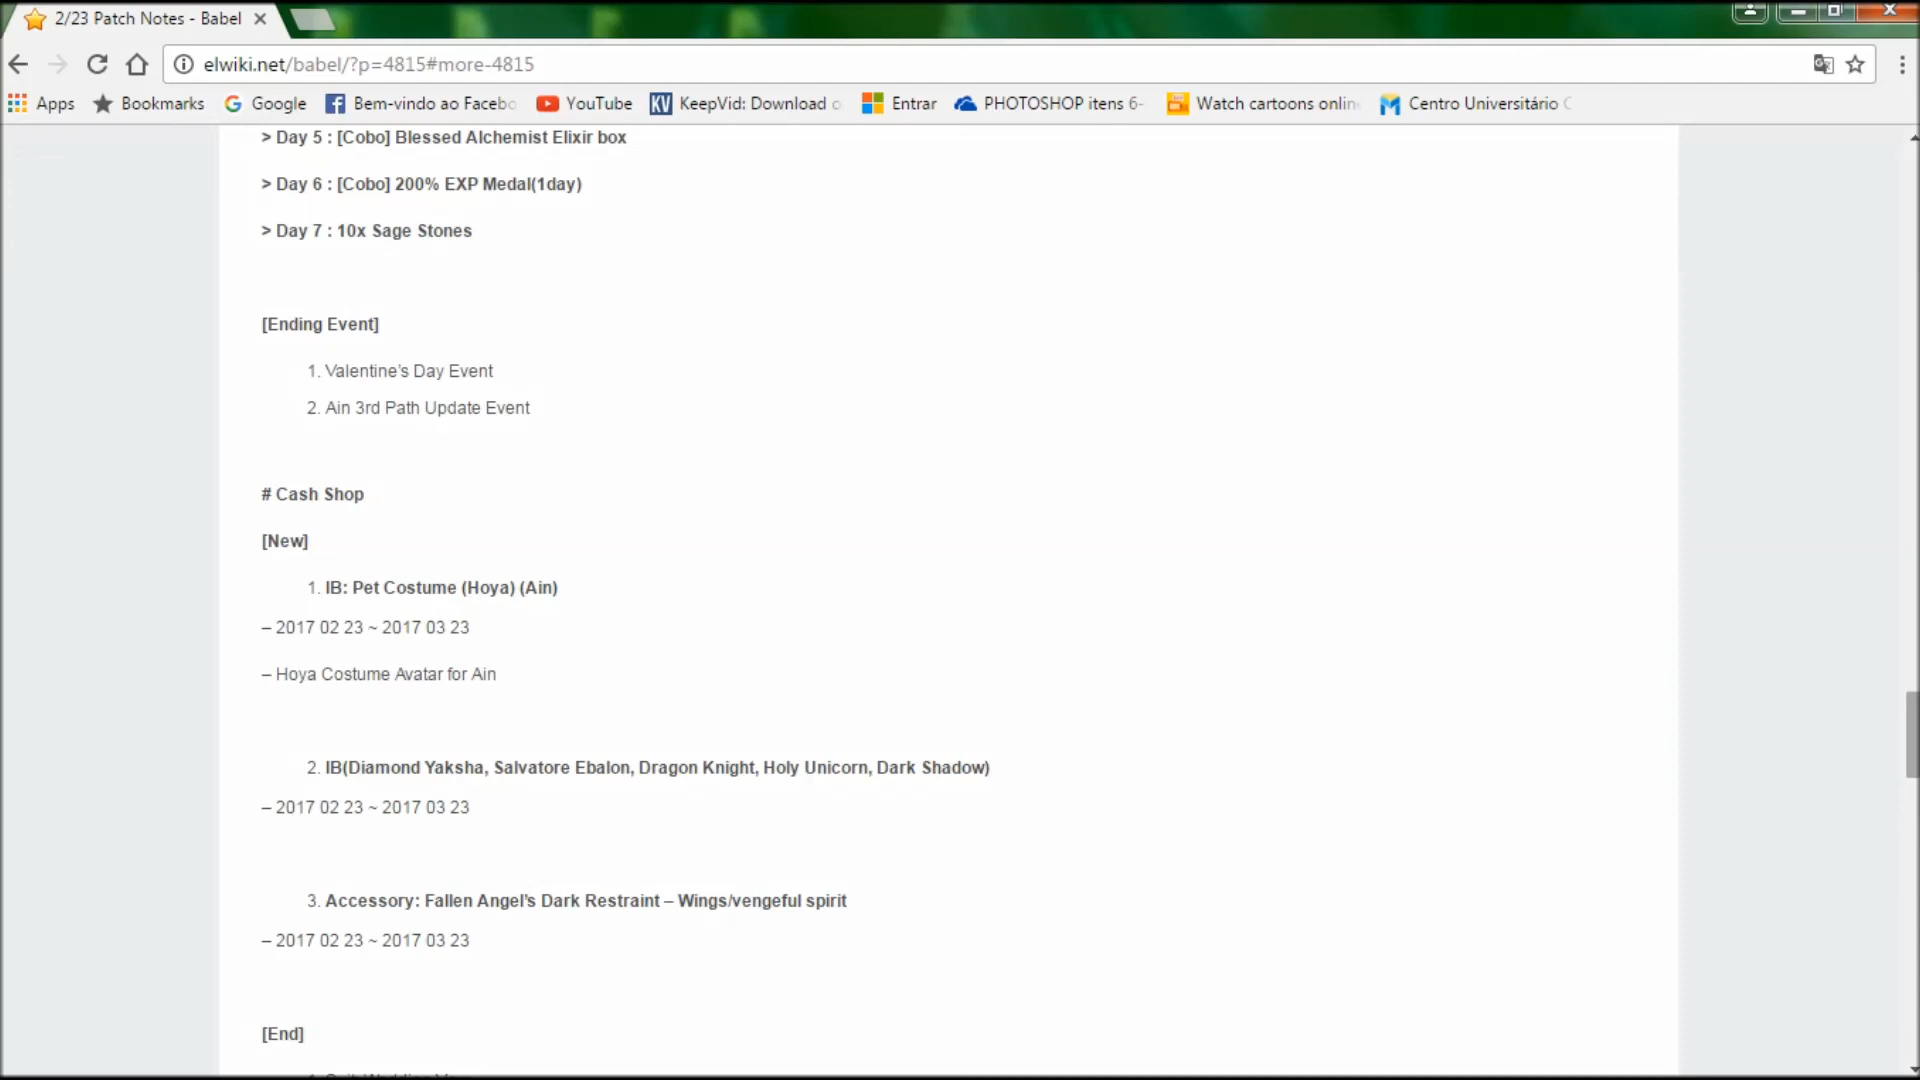 2/23 Patch Notes - Babel
elwiki.net/babel/?p=4815#more-4815
Apps Bookmarks Google Bem-vindo ao Facebo YouTube KeepVid: Download Entrar PHOTOSHOP itens 6- Watch cartoons onlin Centro Universitário
> Day 5 : [Cobo] Blessed Alchemist Elixir box
> Day 6 : [Cobo] 200% EXP Medal(1day)
> Day 7 : 10x Sage Stones
[Ending Event]
1. Valentine’s Day Event
2. Ain 3rd Path Update Event
# Cash Shop
[New]
1. IB: Pet Costume (Hoya) (Ain)
– 2017 02 23 ~ 2017 03 23
– Hoya Costume Avatar for Ain
2. IB(Diamond Yaksha, Salvatore Ebalon, Dragon Knight, Holy Unicorn, Dark Shadow)
– 2017 02 23 ~ 2017 03 23
3. Accessory: Fallen Angel’s Dark Restraint – Wings/vengeful spirit
– 2017 02 23 ~ 2017 03 23
[End]